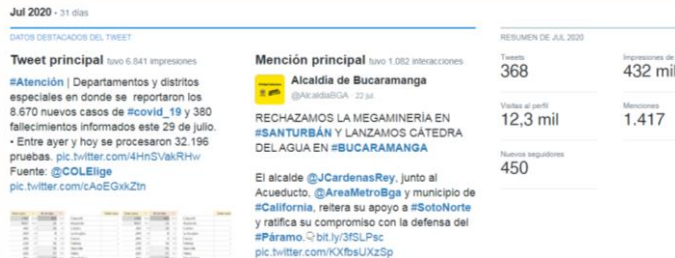 Jul 2020 • 31 días
DATOS DESTACADOS DEL TWEET
Tweet principal tuvo 6.841 impresiones
#Atención | Departamentos y distritos
especiales en donde se reportaron los
8.670 nuevos casos de #covid_19 y 380
fallecimientos informados este 29 de julio.
- Entre ayer y hoy se procesaron 32.196
pruebas. pic.twitter.com/4HnSVakRHw
Fuente: @COLElige
pic.twitter.com/cAoEGxkZtn
Mención principal tuvo 1.082 interacciones
Alcaldía de Bucaramanga
@AlcaldiaBGA · 22 jul.
RECHAZAMOS LA MEGAMINERÍA EN
#SANTURBÁN Y LANZAMOS CÁTEDRA
DEL AGUA EN #BUCARAMANGA
El alcalde @JCardenasRey, junto al
Acueducto, @AreaMetroBga y municipio de
#California, reitera su apoyo a #SotoNorte
y ratifica su compromiso con la defensa del
#Páramo. bit.ly/3fSLPsc
pic.twitter.com/KXfbsUXzSp
RESUMEN DE JUL 2020
Tweets
368
Impresiones de
432 mil
Visitas al perfil
12,3 mil
Menciones
1.417
Nuevos seguidores
450